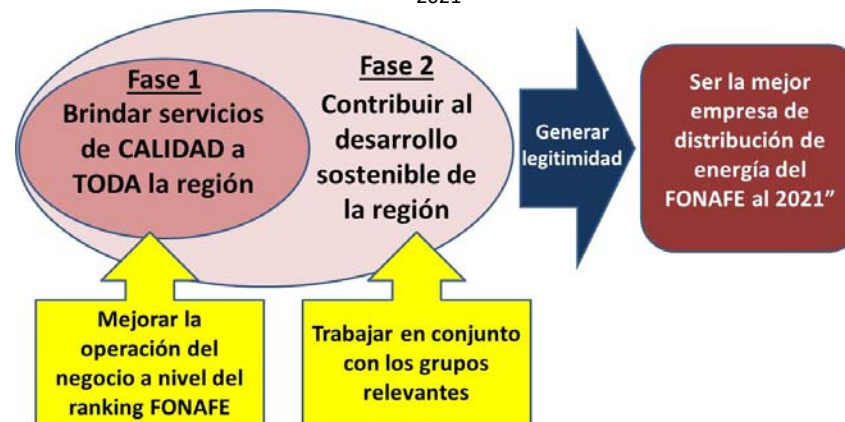 2021
Fase 1
Brindar servicios
de CALIDAD a
TODA la región
Fase 2
Contribuir al
desarrollo
sostenible de
la región
Generar
legitimidad
Ser la mejor
empresa de
distribución de
energía del
FONAFE al 2021”
Mejorar la
operación del
negocio a nivel del
ranking FONAFE
Trabajar en conjunto
con los grupos
relevantes